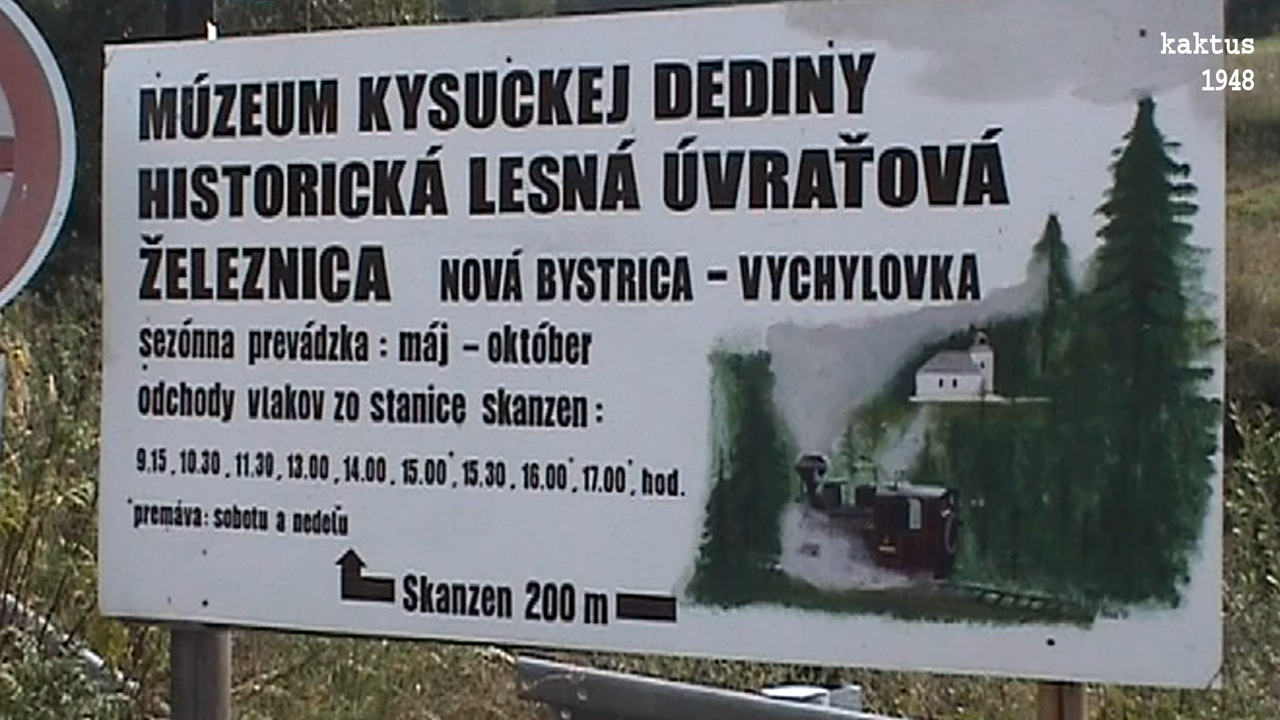 kaktus
1948
MÚZEUM KYSUCKEJ DEDINY
HISTORICKÁ LESNÁ ÚVRAŤOVÁ
ŽELEZNICA NOVÁ BYSTRICA - VYCHYLOVKA
sezónna prevádzka : máj - október
odchody vlakov zo stanice skanzen :
9.15, 10.30, 11.30, 13.00, 14.00, 15.00*, 15.30, 16.00*, 17.00*, hod.
*premáva: sobotu a nedeľu
Skanzen 200 m